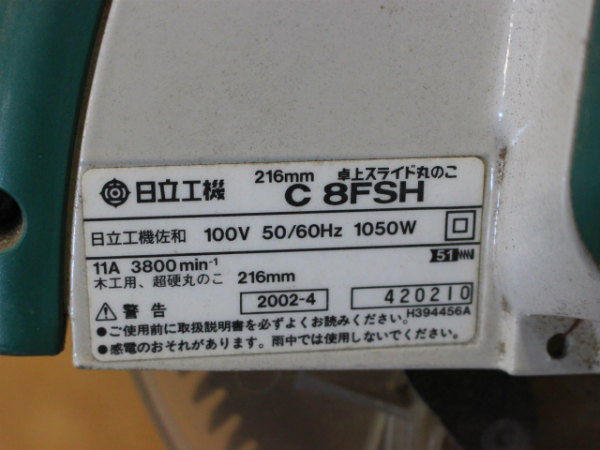 日立工機 216mm 卓上スライド丸のこ
C 8FSH
日立工機佐和 100V 50/60Hz 1050W
11A 3800min⁻¹ 51
木工用、超硬丸のこ 216mm
警告 2002-4 420210
H394456A
●ご使用前に取扱説明書を必ずよくお読みください。
●感電のおそれがあります。雨中では使用しないでください。